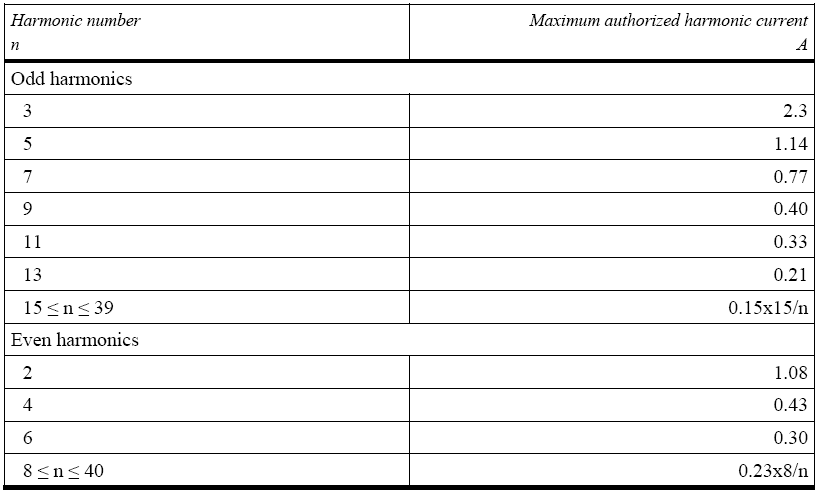 Harmonic number
n
Maximum authorized harmonic current
A
Odd harmonics
3 2.3
5 1.14
7 0.77
9 0.40
11 0.33
13 0.21
15 ≤ n ≤ 39 0.15x15/n
Even harmonics
2 1.08
4 0.43
6 0.30
8 ≤ n ≤ 40 0.23x8/n